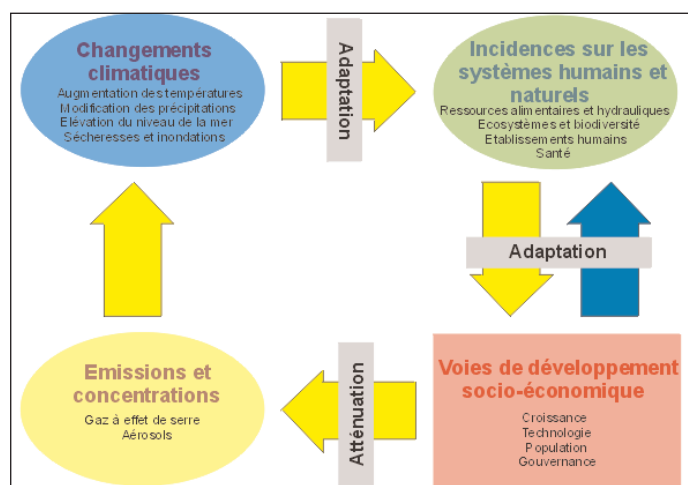 Changements
climatiques
Augmentation des températures
Modification des précipitations
Elévation du niveau de la mer
Sécheresses et inondations
Adaptation
Incidences sur les
systèmes humains et
naturels
Ressources alimentaires et hydrauliques
Ecosystèmes et biodiversité
Etablissements humains
Santé
Adaptation
Emissions et
concentrations
Gaz à effet de serre
Aérosols
Atténuation
Voies de développement
socio-économique
Croissance
Technologie
Population
Gouvernance